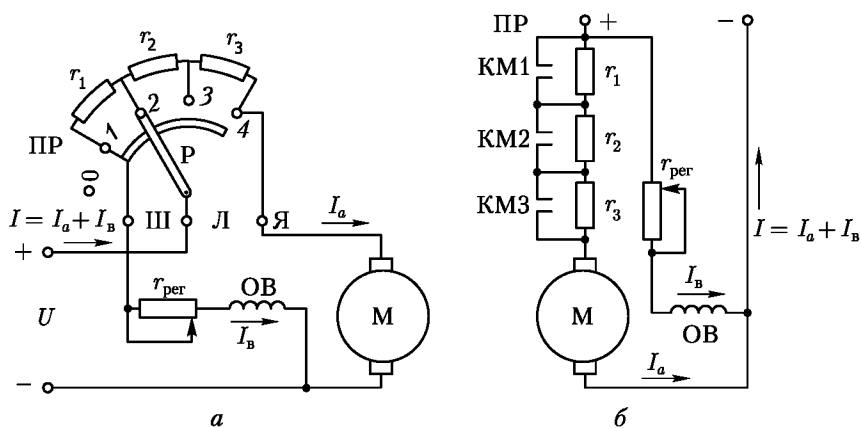 r₁
r₂
r₃
ПР
0
1
2
3
4
Р
I = Iₐ + Iв
Ш
Л
Я
Iₐ
+
U
rрег
ОВ
Iв
М
−
а
ПР
+
−
КМ1
r₁
КМ2
r₂
КМ3
r₃
rрег
I = Iₐ + Iв
Iв
ОВ
М
Iₐ
б